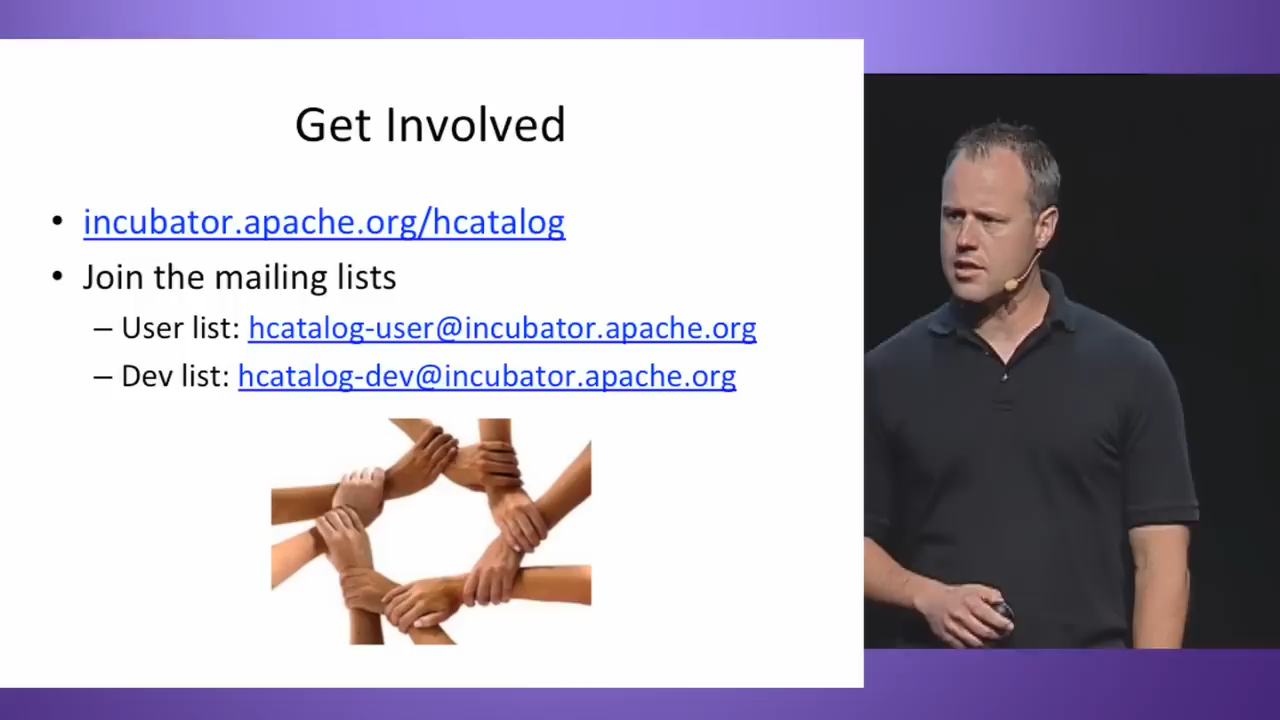 Get Involved
• incubator.apache.org/hcatalog
• Join the mailing lists
– User list: hcatalog-user@incubator.apache.org
– Dev list: hcatalog-dev@incubator.apache.org